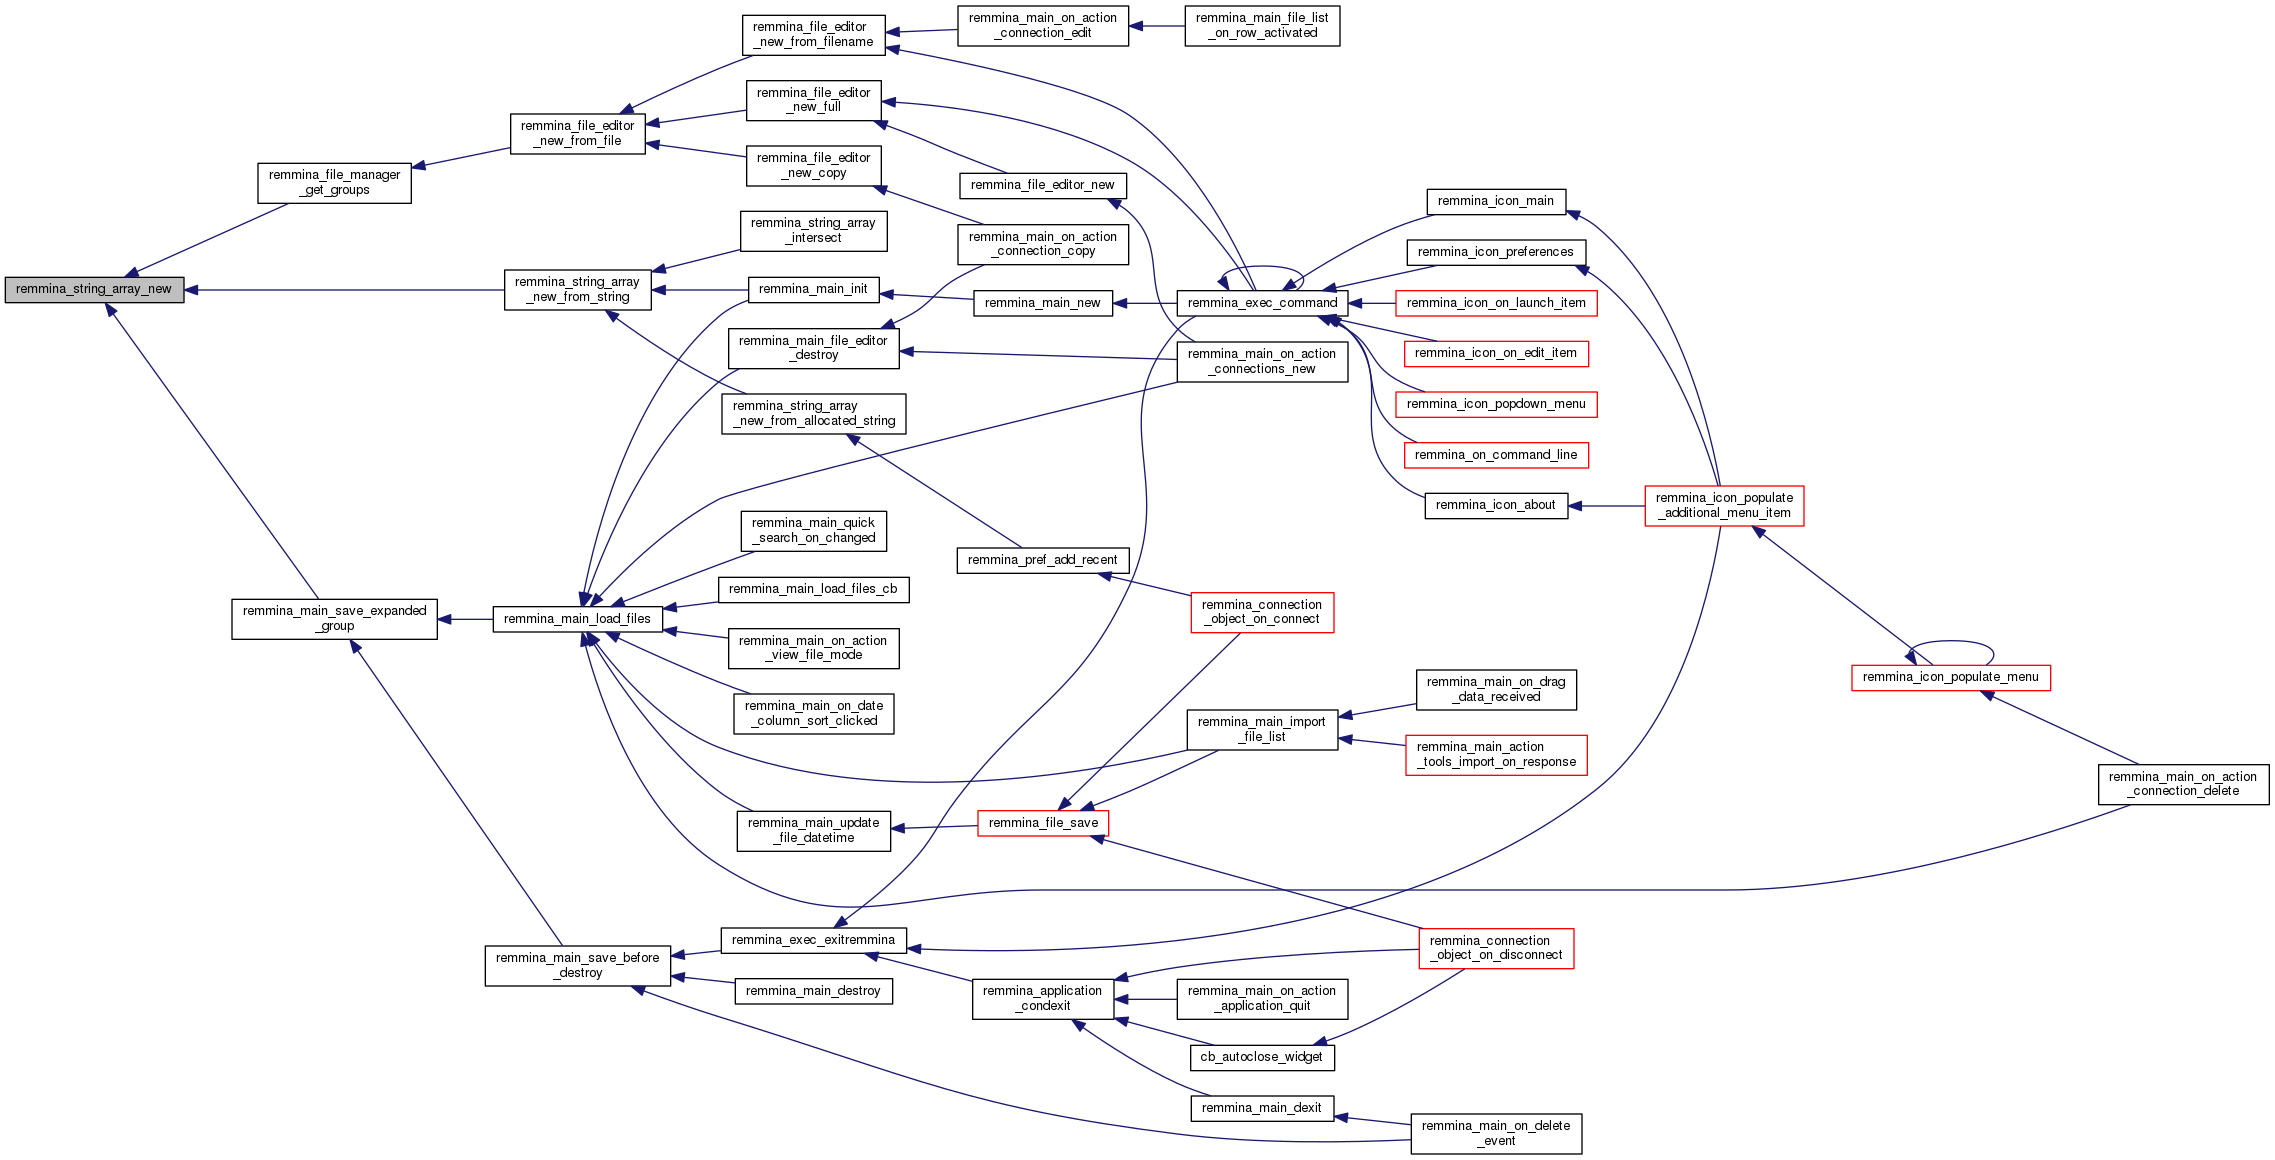 remmina_string_array_new
remmina_file_manager
_get_groups
remmina_string_array
_new_from_string
remmina_main_save_expanded
_group
remmina_file_editor
_new_from_file
remmina_main_load_files
remmina_main_save_before
_destroy
remmina_file_editor
_new_from_filename
remmina_file_editor
_new_full
remmina_file_editor
_new_copy
remmina_string_array
_intersect
remmina_main_init
remmina_main_file_editor
_destroy
remmina_string_array
_new_from_allocated_string
remmina_main_quick
_search_on_changed
remmina_main_load_files_cb
remmina_main_on_action
_view_file_mode
remmina_main_on_date
_column_sort_clicked
remmina_main_update
_file_datetime
remmina_exec_exitremmina
remmina_main_destroy
remmina_main_on_action
_connection_edit
remmina_file_editor_new
remmina_main_on_action
_connection_copy
remmina_main_new
remmina_pref_add_recent
remmina_file_save
remmina_application
_condexit
remmina_main_file_list
_on_row_activated
remmina_exec_command
remmina_main_on_action
_connections_new
remmina_connection
_object_on_connect
remmina_main_import
_file_list
remmina_main_on_action
_application_quit
cb_autoclose_widget
remmina_main_dexit
remmina_icon_main
remmina_icon_preferences
remmina_icon_on_launch_item
remmina_icon_on_edit_item
remmina_icon_popdown_menu
remmina_on_command_line
remmina_icon_about
remmina_main_on_drag
_data_received
remmina_main_action
_tools_import_on_response
remmina_connection
_object_on_disconnect
remmina_main_on_delete
_event
remmina_icon_populate
_additional_menu_item
remmina_icon_populate_menu
remmina_main_on_action
_connection_delete